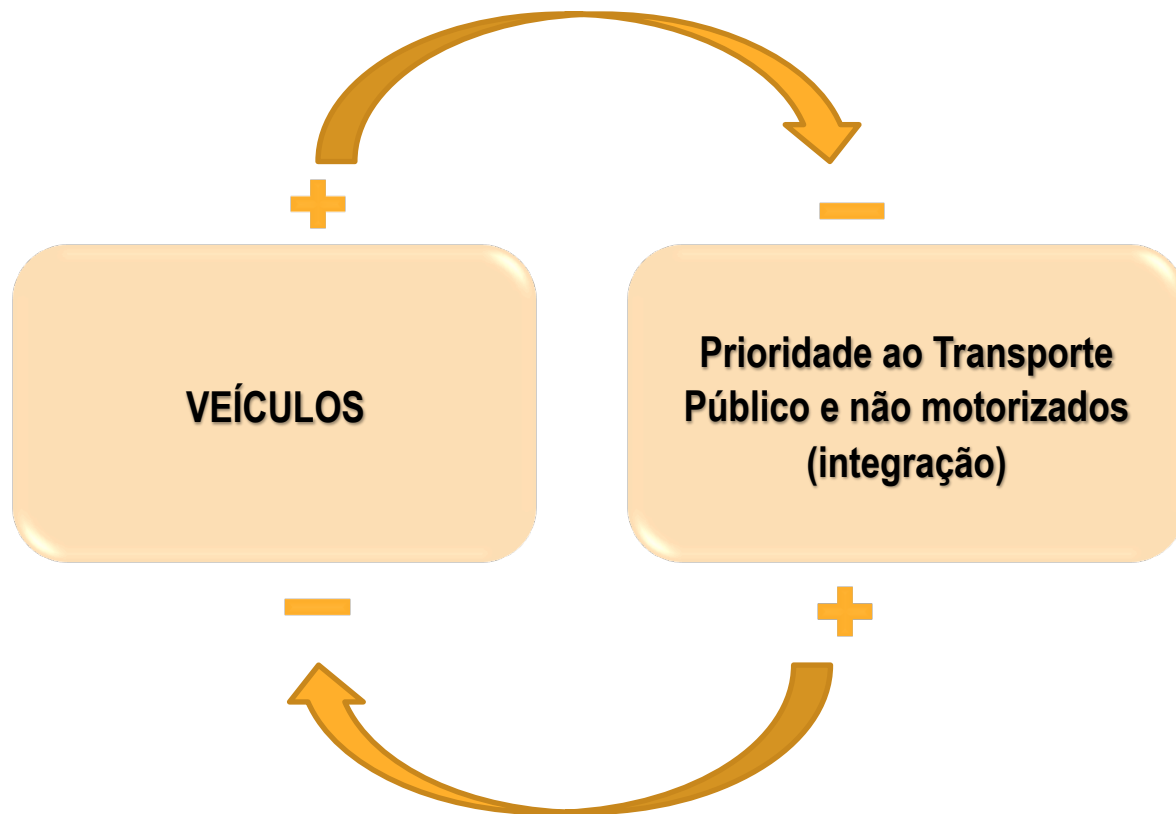 +
−
VEÍCULOS
Prioridade ao Transporte
Público e não motorizados
(integração)
−
+